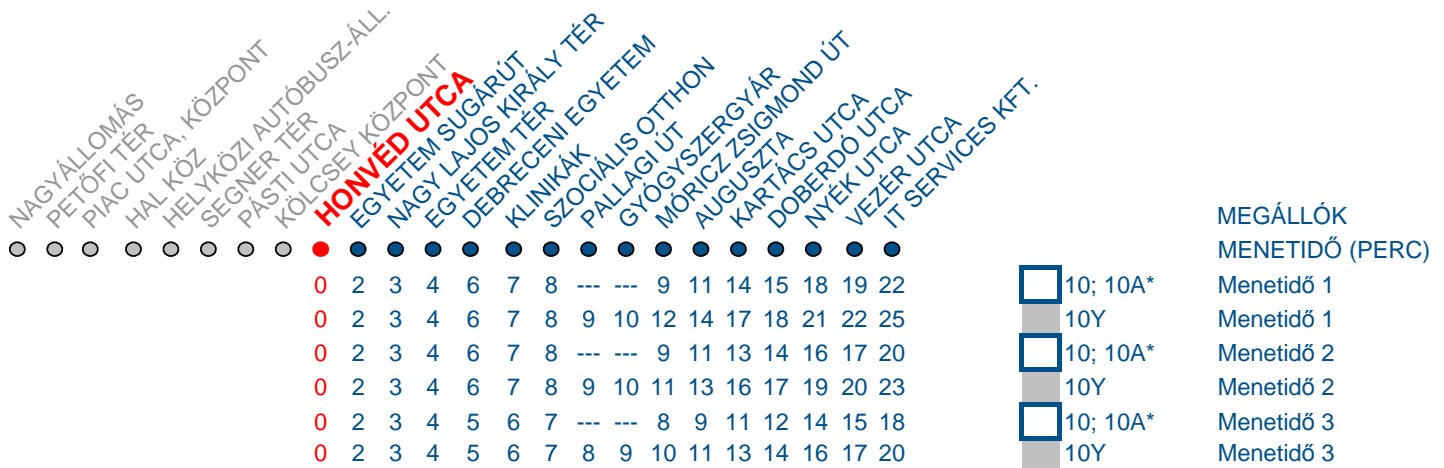 NAGYÁLLOMÁS
PETŐFI TÉR
PIAC UTCA, KÖZPONT
HAL KÖZ
HELYKÖZI AUTÓBUSZ-ÁLL.
SEGNER TÉR
PÁSTI UTCA
KÖLCSEY KÖZPONT
HONVÉD UTCA
EGYETEM SUGÁRÚT
NAGY LAJOS KIRÁLY TÉR
EGYETEM TÉR
DEBRECENI EGYETEM
KLINIKÁK
SZOCIÁLIS OTTHON
PALLAGI ÚT
GYÓGYSZERGYÁR
MÓRICZ ZSIGMOND ÚT
AUGUSZTA
KARTÁCS UTCA
DOBERDÓ UTCA
NYÉK UTCA
VEZÉR UTCA
IT SERVICES KFT.
MEGÁLLÓK
MENETIDŐ (PERC)
0 2 3 4 6 7 8 --- --- 9 11 14 15 18 19 22 10; 10A* Menetidő 1
0 2 3 4 6 7 8 9 10 12 14 17 18 21 22 25 10Y Menetidő 1
0 2 3 4 6 7 8 --- --- 9 11 13 14 16 17 20 10; 10A* Menetidő 2
0 2 3 4 6 7 8 9 10 11 13 16 17 19 20 23 10Y Menetidő 2
0 2 3 4 5 6 7 --- --- 8 9 11 12 14 15 18 10; 10A* Menetidő 3
0 2 3 4 5 6 7 8 9 10 11 13 14 16 17 20 10Y Menetidő 3